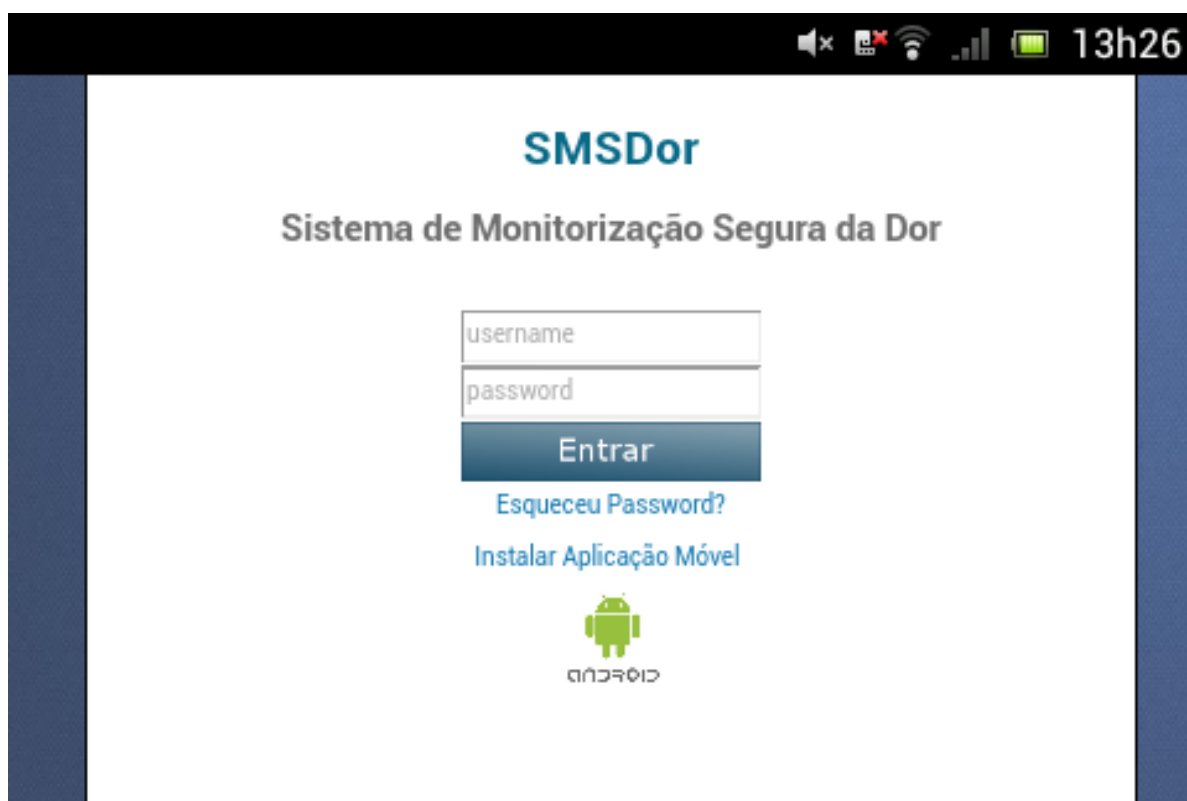 13h26
SMSDor
Sistema de Monitorização Segura da Dor
username
password
Entrar
Esqueceu Password?
Instalar Aplicação Móvel
ANDROID